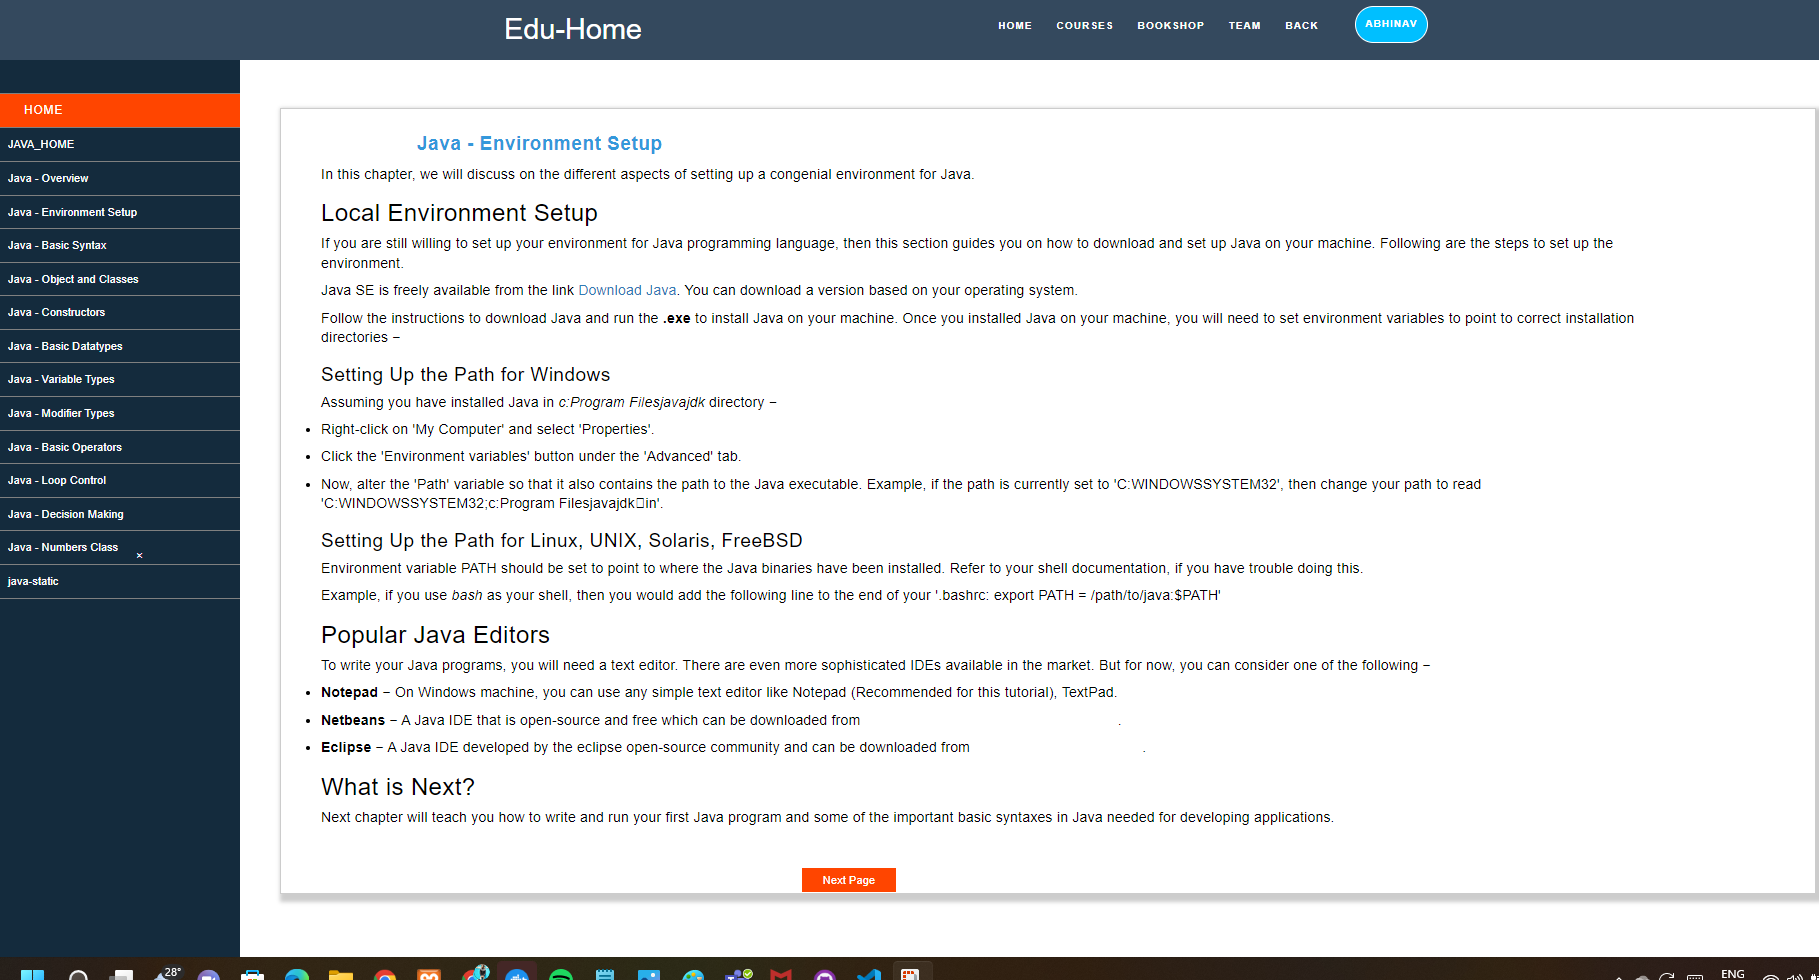 Edu-Home
HOME COURSES BOOKSHOP TEAM BACK ABHINAV
HOME
JAVA_HOME
Java - Overview
Java - Environment Setup
Java - Basic Syntax
Java - Object and Classes
Java - Constructors
Java - Basic Datatypes
Java - Variable Types
Java - Modifier Types
Java - Basic Operators
Java - Loop Control
Java - Decision Making
Java - Numbers Class
java-static
Java - Environment Setup
In this chapter, we will discuss on the different aspects of setting up a congenial environment for Java.
Local Environment Setup
If you are still willing to set up your environment for Java programming language, then this section guides you on how to download and set up Java on your machine. Following are the steps to set up the
environment.
Java SE is freely available from the link Download Java. You can download a version based on your operating system.
Follow the instructions to download Java and run the .exe to install Java on your machine. Once you installed Java on your machine, you will need to set environment variables to point to correct installation
directories −
Setting Up the Path for Windows
Assuming you have installed Java in c:Program Filesjavajdk directory −
• Right-click on 'My Computer' and select 'Properties'.
• Click the 'Environment variables' button under the 'Advanced' tab.
• Now, alter the 'Path' variable so that it also contains the path to the Java executable. Example, if the path is currently set to 'C:WINDOWSSYSTEM32', then change your path to read
'C:WINDOWSSYSTEM32;c:Program Filesjavajdk▯in'.
Setting Up the Path for Linux, UNIX, Solaris, FreeBSD
Environment variable PATH should be set to point to where the Java binaries have been installed. Refer to your shell documentation, if you have trouble doing this.
Example, if you use bash as your shell, then you would add the following line to the end of your '.bashrc: export PATH = /path/to/java:$PATH'
Popular Java Editors
To write your Java programs, you will need a text editor. There are even more sophisticated IDEs available in the market. But for now, you can consider one of the following −
• Notepad − On Windows machine, you can use any simple text editor like Notepad (Recommended for this tutorial), TextPad.
• Netbeans − A Java IDE that is open-source and free which can be downloaded from .
• Eclipse − A Java IDE developed by the eclipse open-source community and can be downloaded from .
What is Next?
Next chapter will teach you how to write and run your first Java program and some of the important basic syntaxes in Java needed for developing applications.
Next Page
28°
ENG